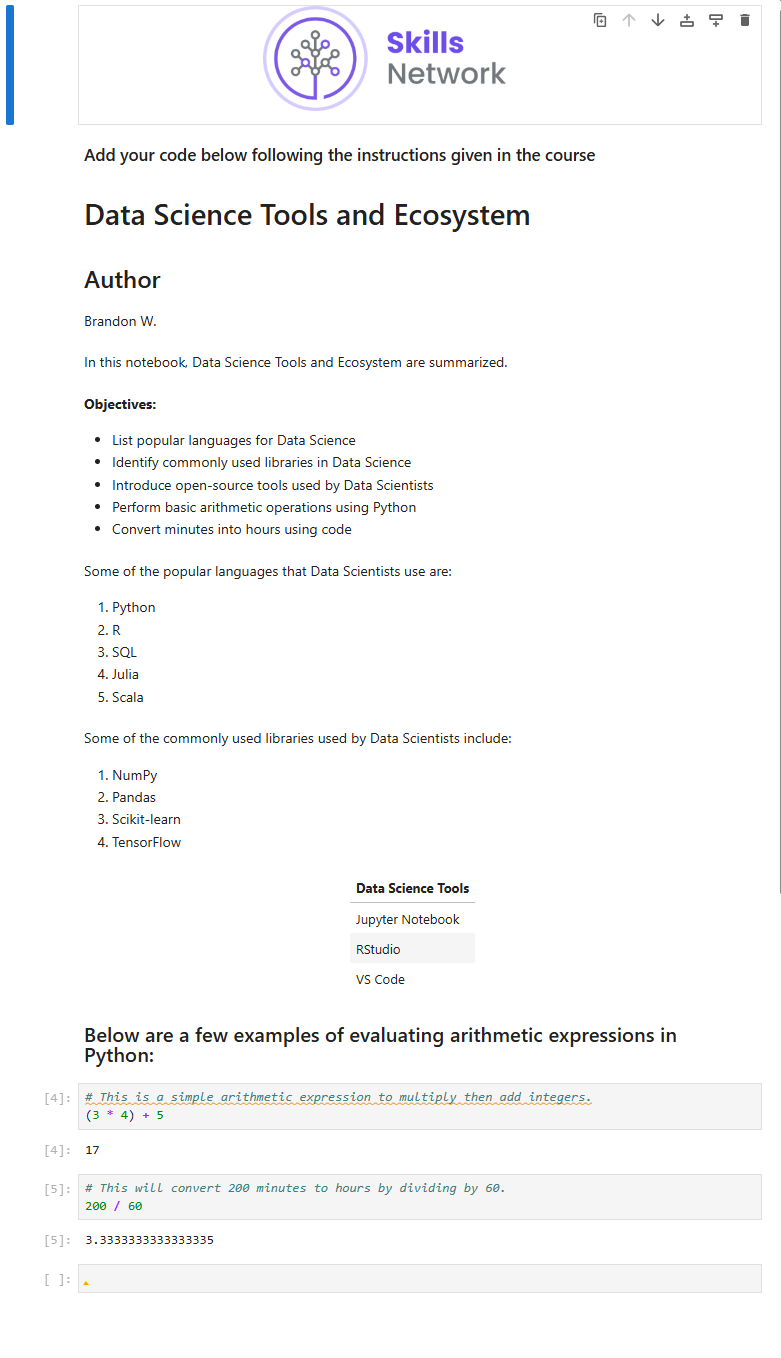 Skills
Network
Add your code below following the instructions given in the course
Data Science Tools and Ecosystem
Author
Brandon W.
In this notebook, Data Science Tools and Ecosystem are summarized.
Objectives:
• List popular languages for Data Science
• Identify commonly used libraries in Data Science
• Introduce open-source tools used by Data Scientists
• Perform basic arithmetic operations using Python
• Convert minutes into hours using code
Some of the popular languages that Data Scientists use are:
1. Python
2. R
3. SQL
4. Julia
5. Scala
Some of the commonly used libraries used by Data Scientists include:
1. NumPy
2. Pandas
3. Scikit-learn
4. TensorFlow
Data Science Tools
Jupyter Notebook
RStudio
VS Code
Below are a few examples of evaluating arithmetic expressions in
Python:
[4]: # This is a simple arithmetic expression to multiply then add integers.
(3 * 4) + 5
[4]: 17
[5]: # This will convert 200 minutes to hours by dividing by 60.
200 / 60
[5]: 3.3333333333333335
[ ]: